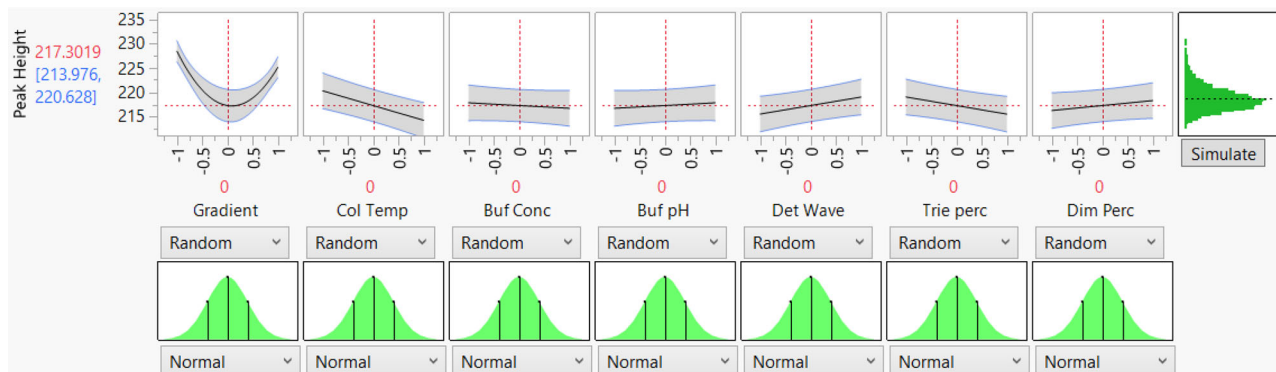 Peak Height
217.3019
[213.976,
220.628]
235
230
225
220
215
-1 -0.5 0 0.5 1
-1 -0.5 0 0.5 1
-1 -0.5 0 0.5 1
-1 -0.5 0 0.5 1
-1 -0.5 0 0.5 1
-1 -0.5 0 0.5 1
-1 -0.5 0 0.5 1
Simulate
0 0 0 0 0 0 0
Gradient Col Temp Buf Conc Buf pH Det Wave Trie perc Dim Perc
Random Random Random Random Random Random Random
Normal Normal Normal Normal Normal Normal Normal